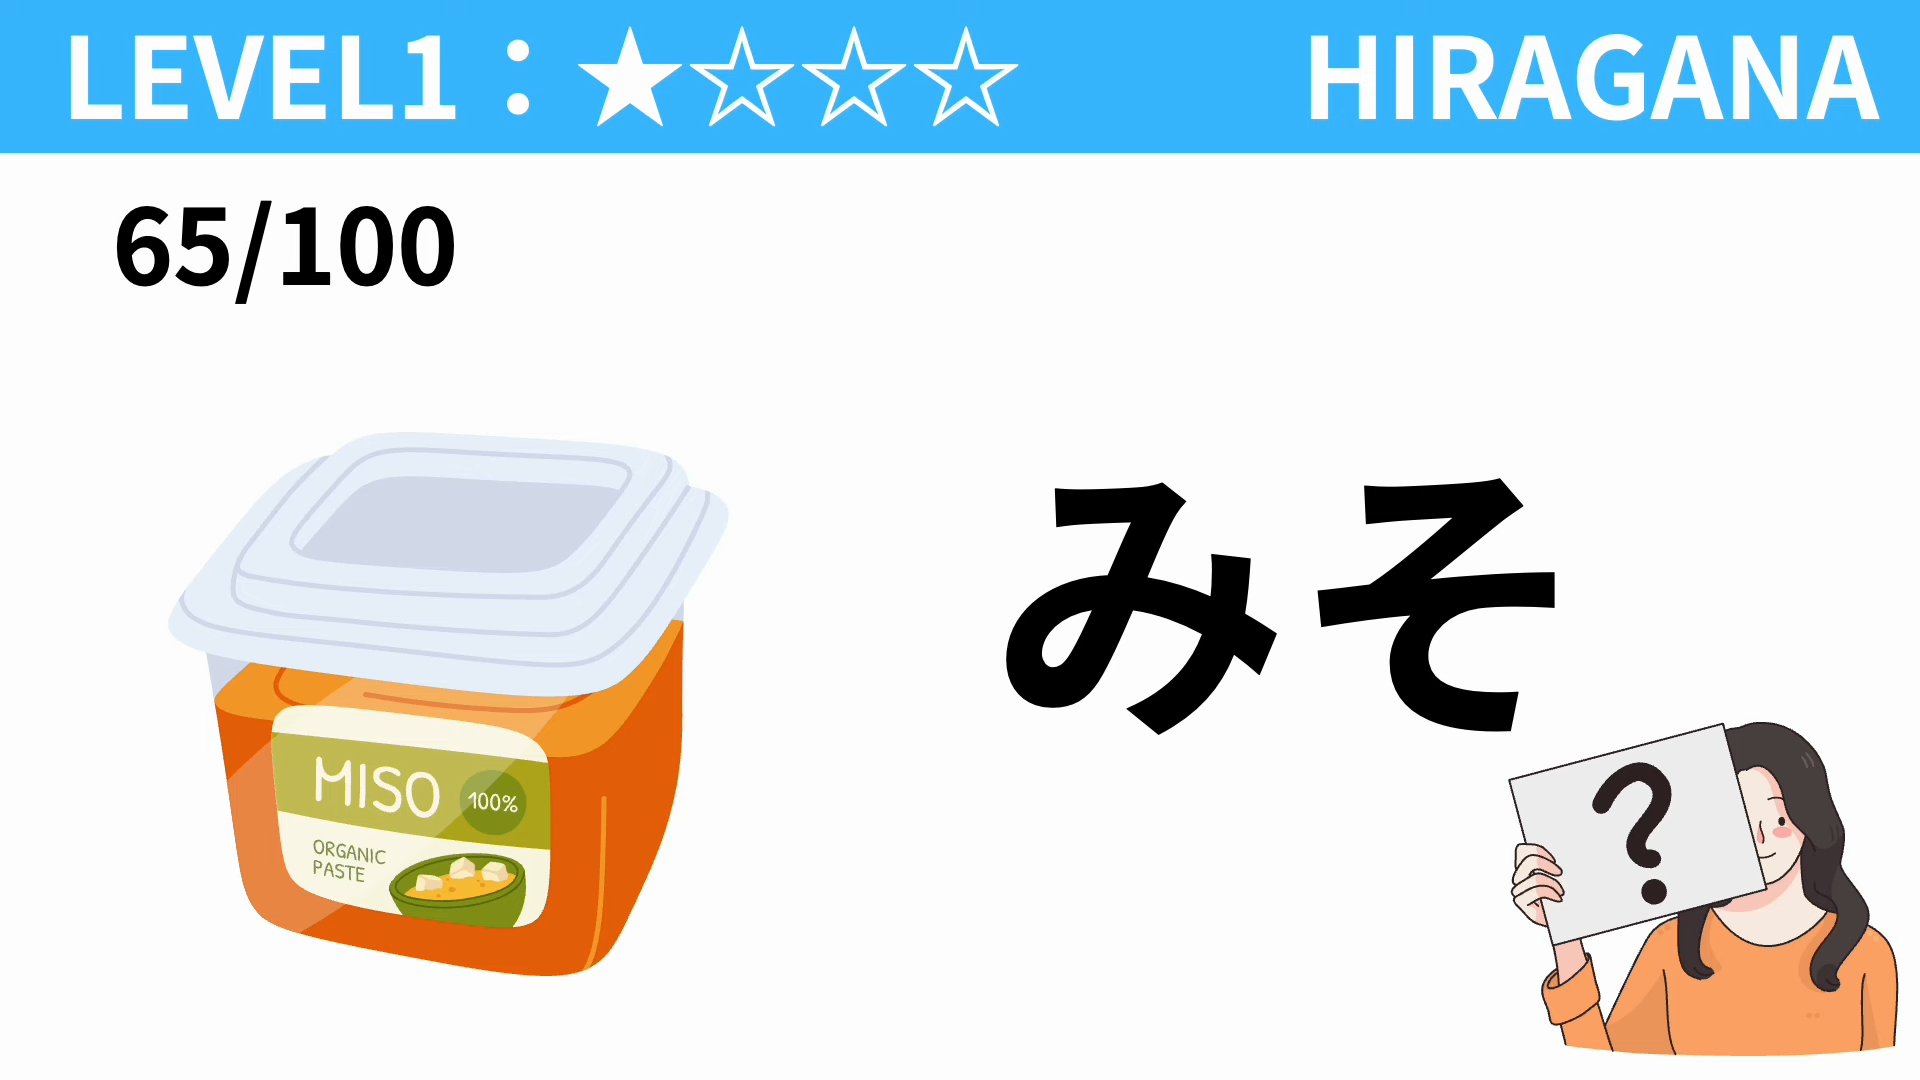 LEVEL1：★☆☆☆
HIRAGANA
65/100
みそ
MISO
100%
ORGANIC
PASTE
?